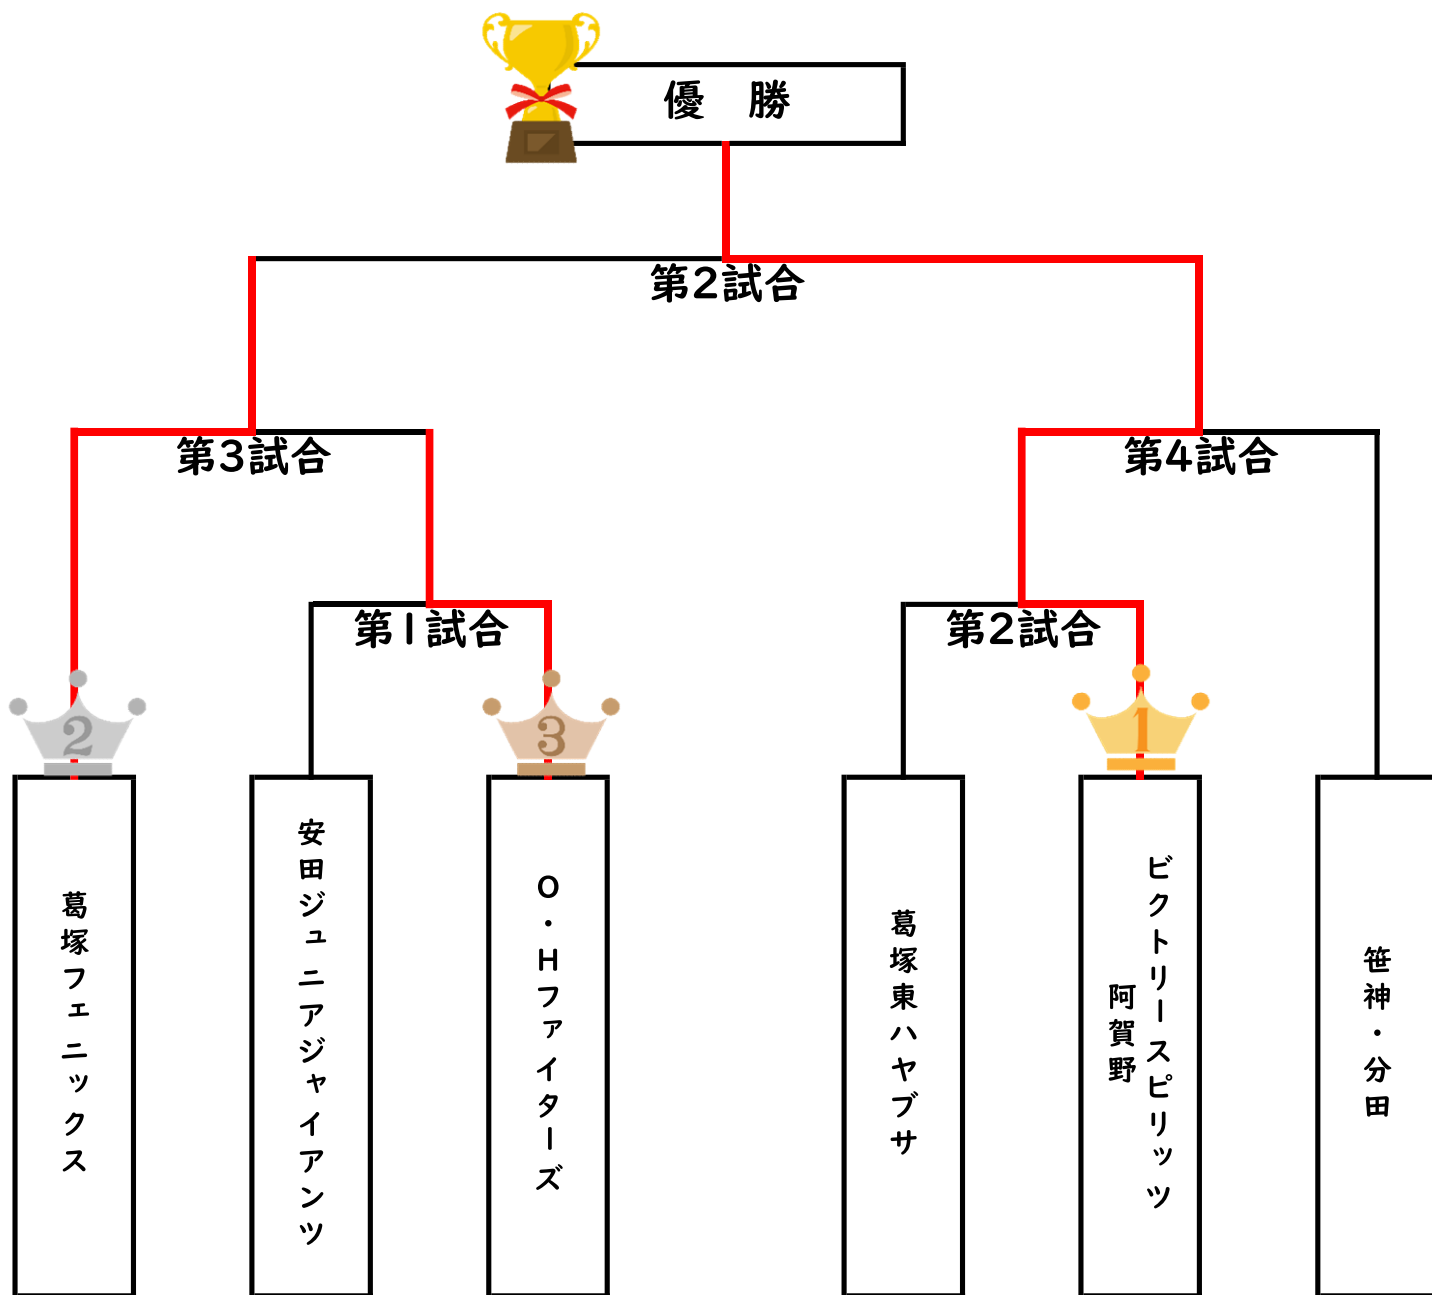 優　勝
第2試合
第3試合
第4試合
第1試合
第2試合
2
3
1
葛塚フェニックス
安田ジュニアジャイアンツ
O・Hファイターズ
葛塚東ハヤブサ
ビクトリースピリッツ
阿賀野
笹神・分田